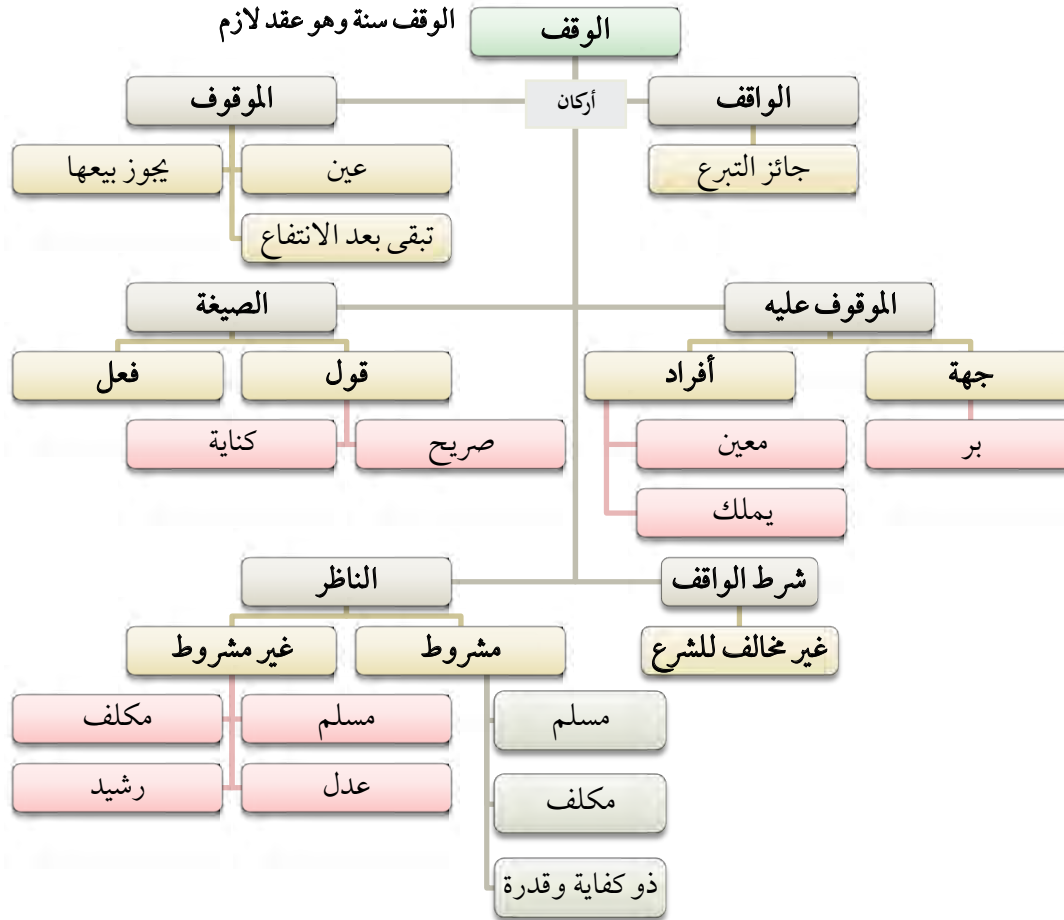 الوقف
الوقف سنة وهو عقد لازم
أركان
الواقف
جائز التبرع
الموقوف
عين
يجوز بيعها
تبقى بعد الانتفاع
الموقوف عليه
جهة
بر
أفراد
معين
يملك
الصيغة
قول
صريح
كناية
فعل
شرط الواقف
غير مخالف للشرع
الناظر
مشروط
مسلم
مكلف
ذو كفاية وقدرة
غير مشروط
مسلم
مكلف
عدل
رشيد